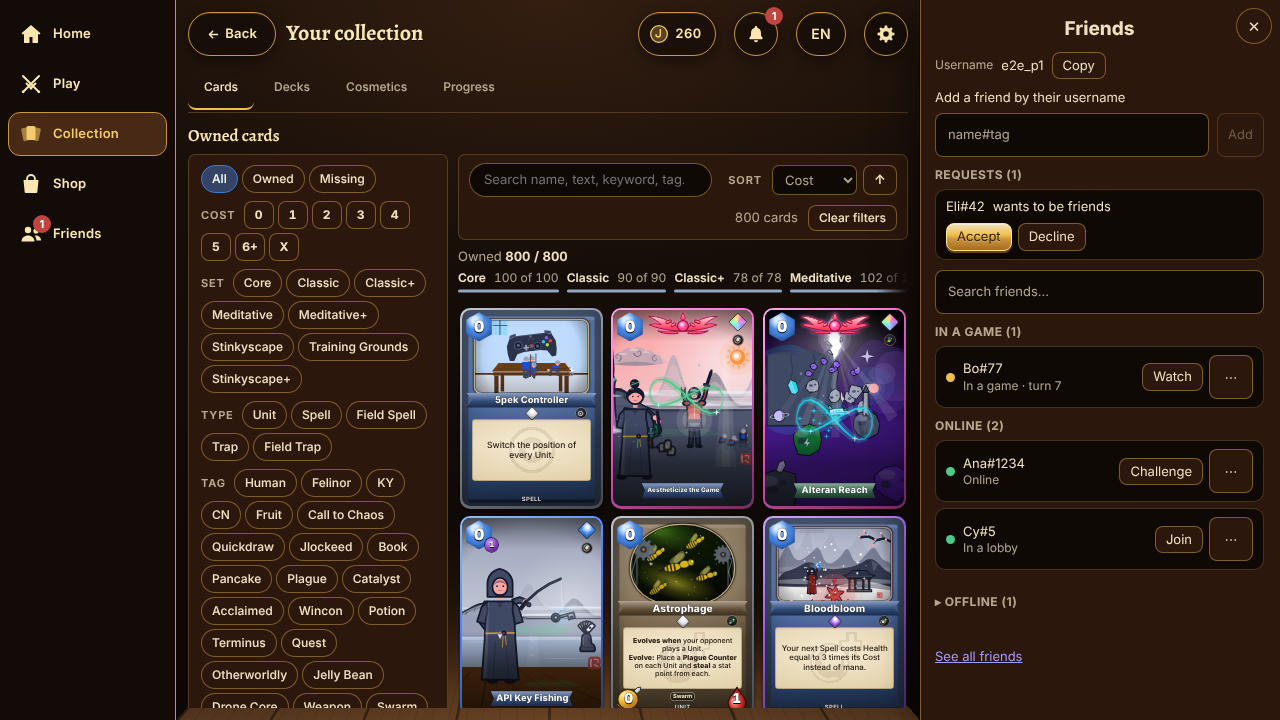 Home
Play
Collection
Shop
1
Friends
← Back
Your collection
J 260
1
EN
Cards
Decks
Cosmetics
Progress
Owned cards
All
Owned
Missing
COST 0 1 2 3 4
5 6+ X
SET Core Classic Classic+
Meditative Meditative+
Stinkyscape Training Grounds
Stinkyscape+
TYPE Unit Spell Field Spell
Trap Field Trap
TAG Human Felinor KY
CN Fruit Call to Chaos
Quickdraw Jlockeed Book
Pancake Plague Catalyst
Acclaimed Wincon Potion
Terminus Quest
Otherworldly Jelly Bean
Drone Core Weapon Swarm
Search name, text, keyword, tag.
SORT Cost ↑
800 cards Clear filters
Owned 800 / 800
Core 100 of 100 Classic 90 of 90 Classic+ 78 of 78 Meditative 102 of
0
5pek Controller
Switch the position of
every Unit.
SPELL
0
Aestheticize the Game
0
Alteran Reach
0
1
API Key Fishing
0
Astrophage
Evolves when your opponent
plays a Unit.
Evolve: Place a Plague Counter
on each Unit and steal a stat
point from each.
0
Swarm
UNIT
1
0
Bloodbloom
Your next Spell costs Health
equal to 3 times its Cost
instead of mana.
SPELL
Friends
✕
Username e2e_p1 Copy
Add a friend by their username
name#tag
Add
REQUESTS (1)
Eli#42 wants to be friends
Accept Decline
Search friends...
IN A GAME (1)
Bo#77
In a game · turn 7
Watch
...
ONLINE (2)
Ana#1234
Online
Challenge
...
Cy#5
In a lobby
Join
...
▸ OFFLINE (1)
See all friends